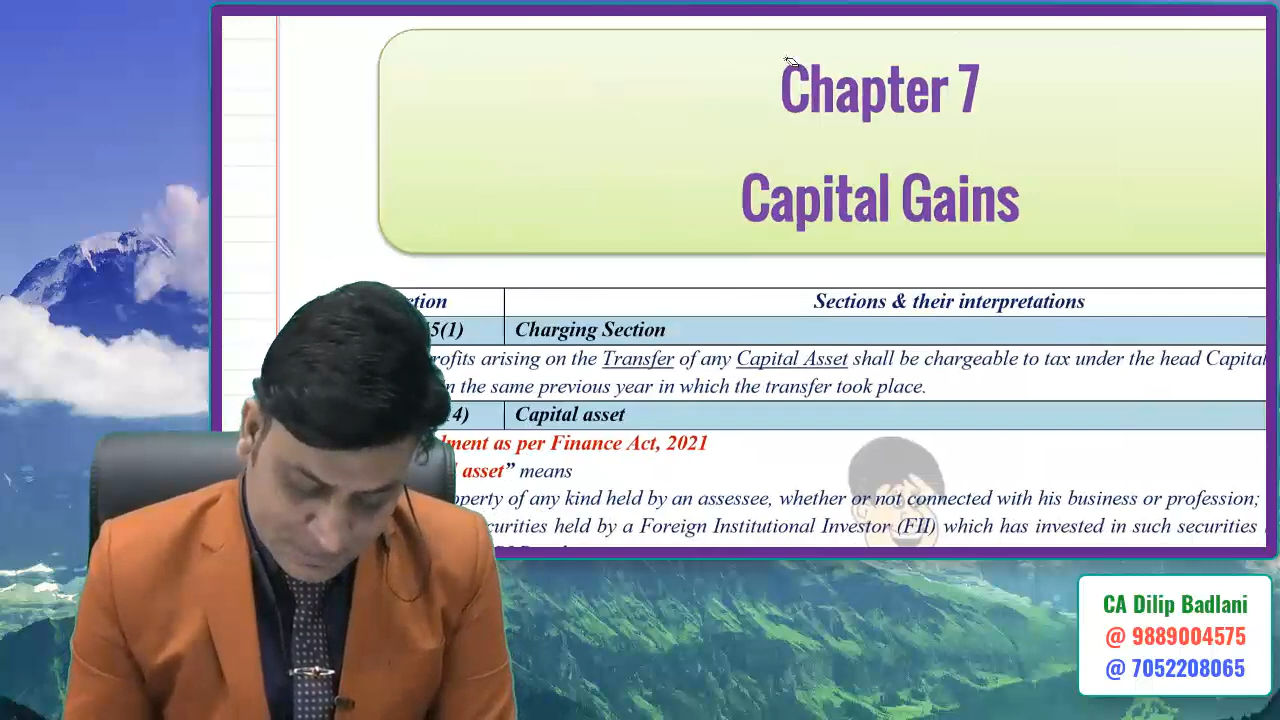 Chapter 7
Capital Gains
Sections & their interpretations
5(1) Charging Section
rofits arising on the Transfer of any Capital Asset shall be chargeable to tax under the head Capital
the same previous year in which the transfer took place.
4) Capital asset
as per Finance Act, 2021
asset” means
of any kind held by an assessee, whether or not connected with his business or profession;
held by a Foreign Institutional Investor (FII) which has invested in such securities
CA Dilip Badlani
@ 9889004575
@ 7052208065